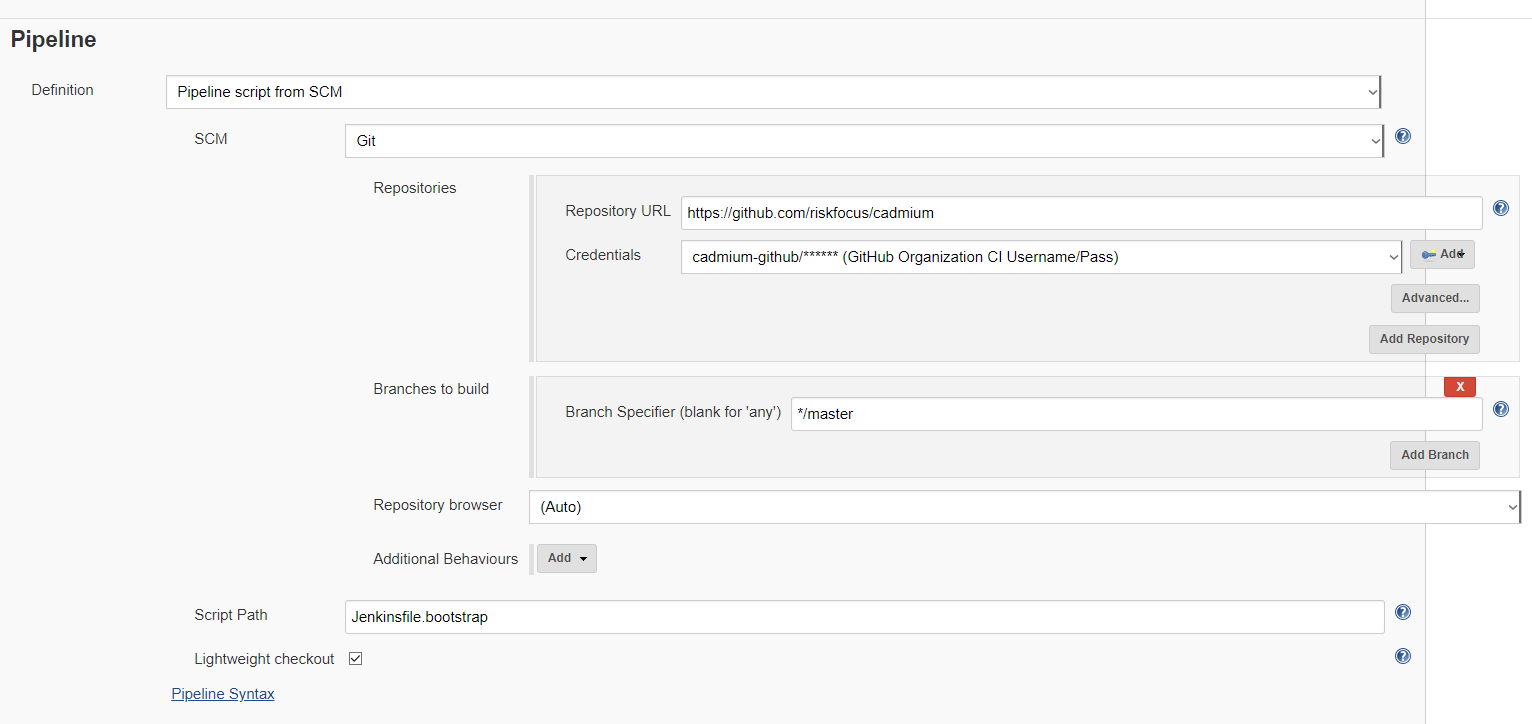 Pipeline
Definition
Pipeline script from SCM
SCM
Git
Repositories
Repository URL
https://github.com/riskfocus/cadmium
Credentials
cadmium-github/****** (GitHub Organization CI Username/Pass)
Add
Advanced...
Add Repository
Branches to build
X
Branch Specifier (blank for 'any')
*/master
Add Branch
Repository browser
(Auto)
Additional Behaviours
Add
Script Path
Jenkinsfile.bootstrap
Lightweight checkout
Pipeline Syntax